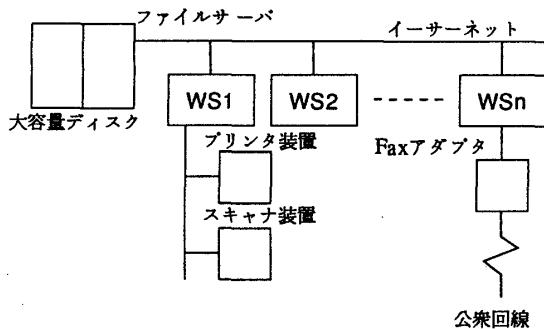 ファイルサーバ
イーサーネット
WS1
WS2
WSn
大容量ディスク
プリンタ装置
Faxアダプタ
スキャナ装置
公衆回線